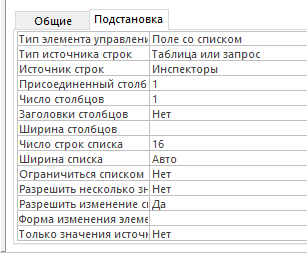 Общие Подстановка
Тип элемента управлени Поле со списком
Тип источника строк Таблица или запрос
Источник строк Инспекторы
Присоединенный столб 1
Число столбцов 1
Заголовки столбцов Нет
Ширина столбцов
Число строк списка 16
Ширина списка Авто
Ограничиться списком Нет
Разрешить несколько зн Нет
Разрешить изменение сп Да
Форма изменения элеме
Только значения источн Нет